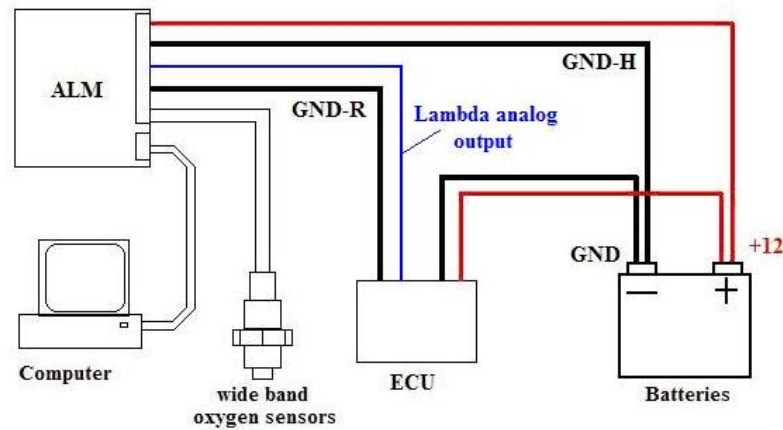 ALM
GND-H
GND-R
Lambda analog
output
GND
+12
Computer
wide band
oxygen sensors
ECU
Batteries